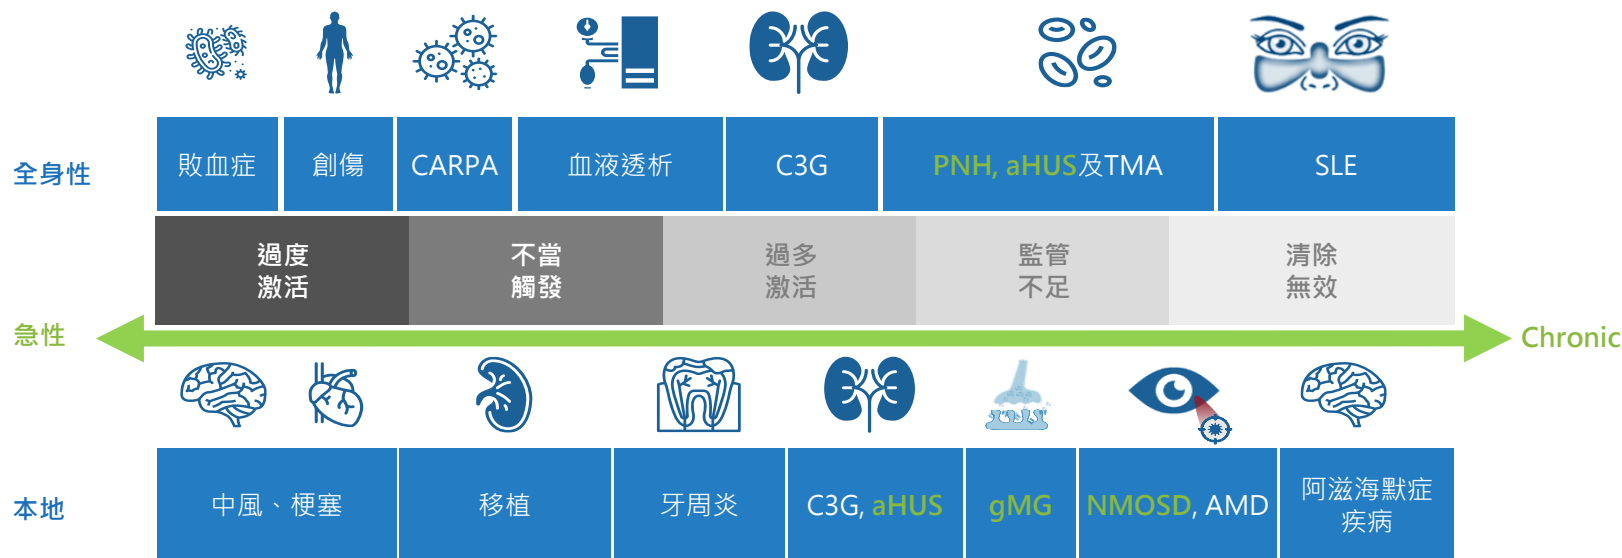 全身性
敗血症
創傷
CARPA
血液透析
C3G
PNH, aHUS及TMA
SLE
過度
激活
不當
觸發
過多
激活
監管
不足
清除
無效
急性
Chronic
本地
中風、梗塞
移植
牙周炎
C3G, aHUS
gMG
NMOSD, AMD
阿滋海默症
疾病